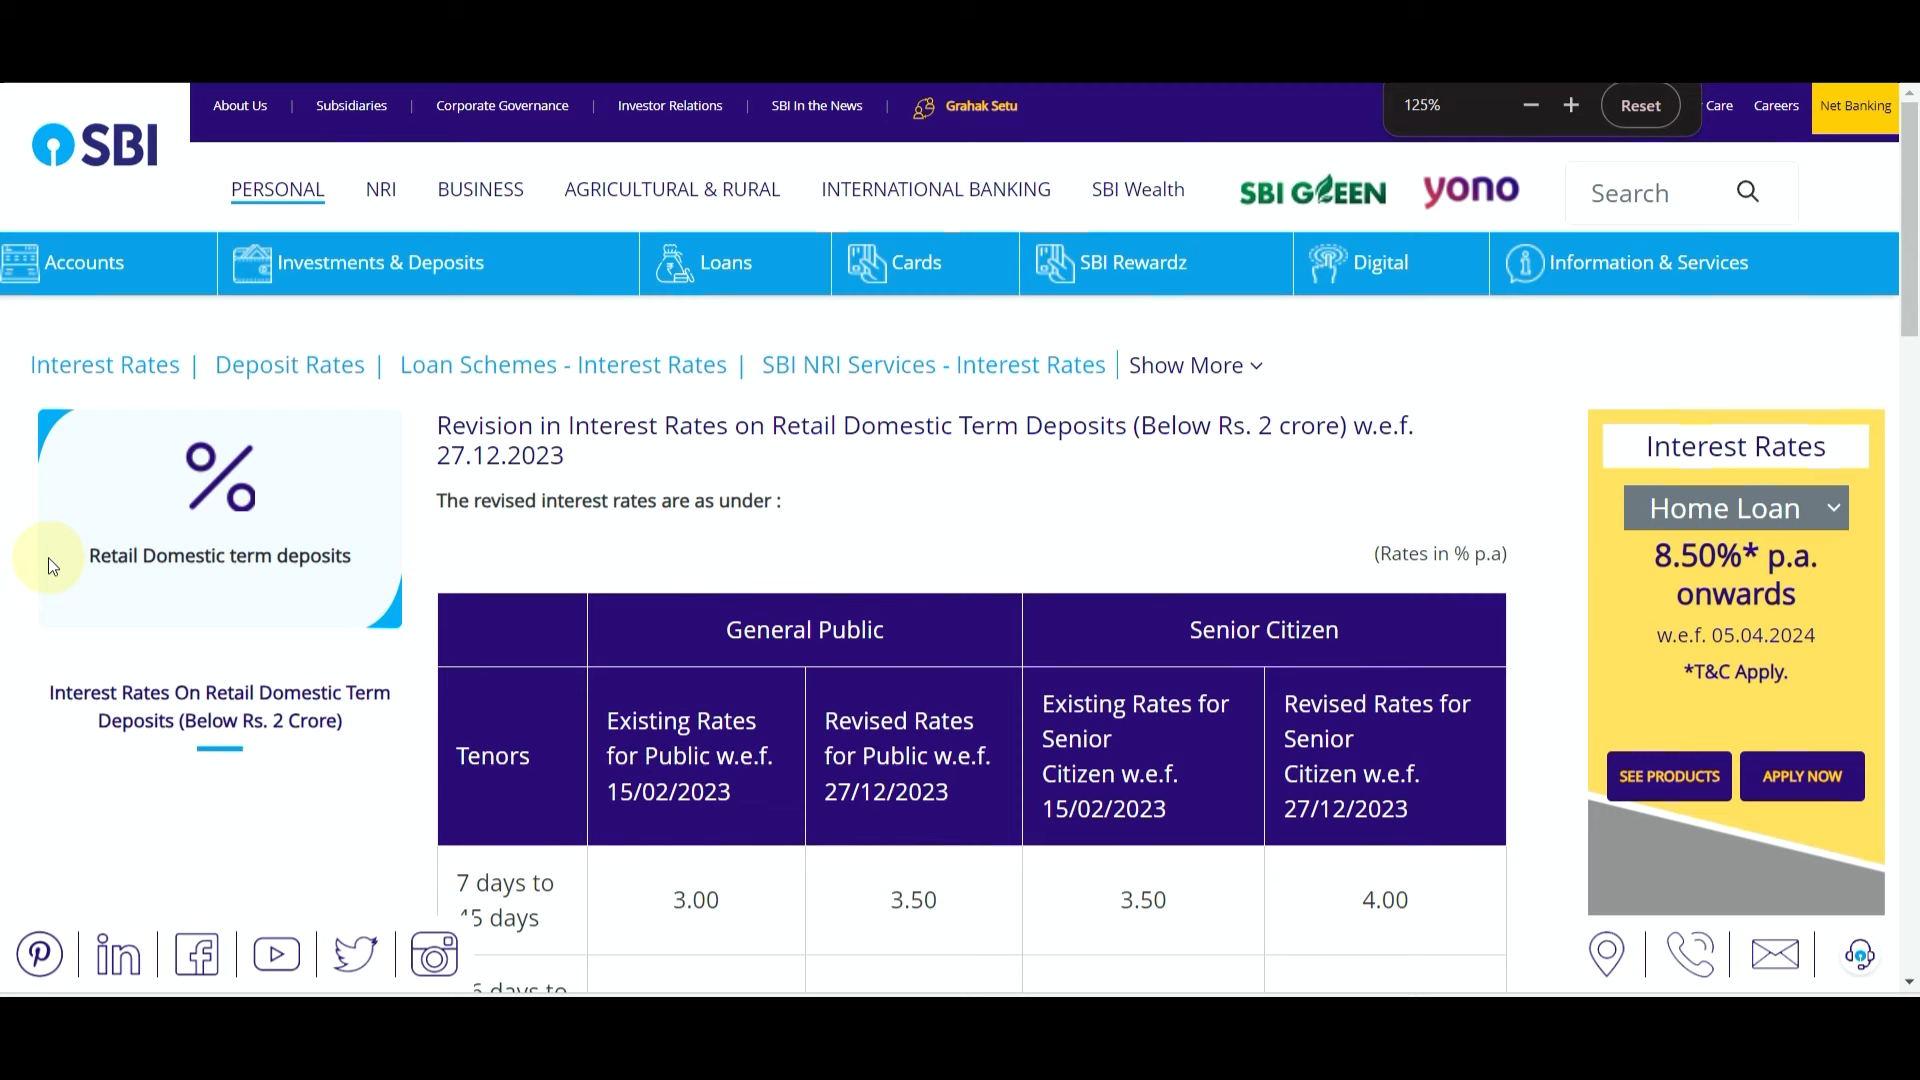 About Us | Subsidiaries | Corporate Governance | Investor Relations | SBI In the News | Grahak Setu
125% Reset Care Careers Net Banking
SBI
PERSONAL NRI BUSINESS AGRICULTURAL & RURAL INTERNATIONAL BANKING SBI Wealth SBI GREEN yono Search
Accounts Investments & Deposits Loans Cards SBI Rewardz Digital Information & Services
Interest Rates | Deposit Rates | Loan Schemes - Interest Rates | SBI NRI Services - Interest Rates | Show More
Retail Domestic term deposits
Interest Rates On Retail Domestic Term
Deposits (Below Rs. 2 Crore)
Revision in Interest Rates on Retail Domestic Term Deposits (Below Rs. 2 crore) w.e.f.
27.12.2023
The revised interest rates are as under :
(Rates in % p.a)
General Public Senior Citizen
Tenors
Existing Rates
for Public w.e.f.
15/02/2023
Revised Rates
for Public w.e.f.
27/12/2023
Existing Rates for
Senior
Citizen w.e.f.
15/02/2023
Revised Rates for
Senior
Citizen w.e.f.
27/12/2023
7 days to
45 days
3.00 3.50 3.50 4.00
days to
Interest Rates
Home Loan
8.50%* p.a.
onwards
w.e.f. 05.04.2024
*T&C Apply.
SEE PRODUCTS APPLY NOW